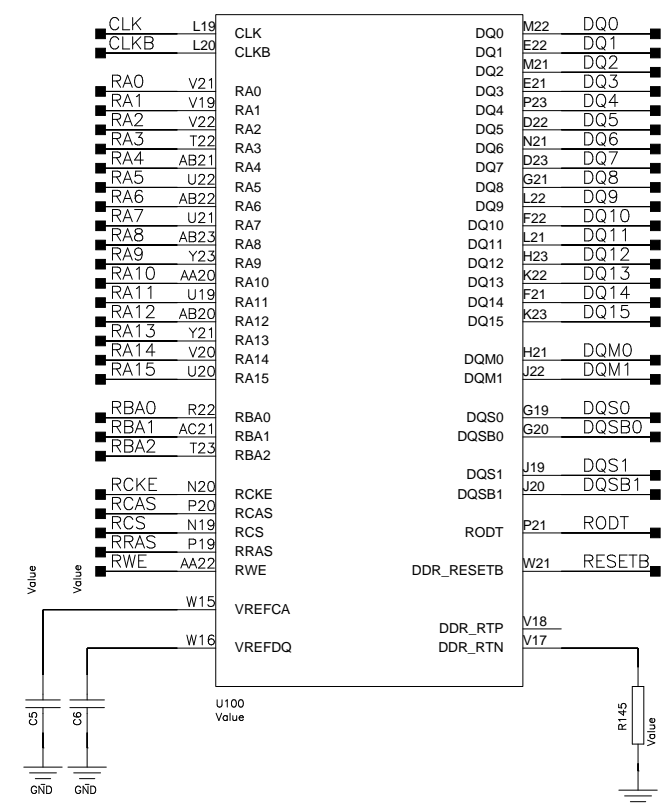 CLK L19 CLK DQ0 M22 DQ0
CLKB L20 CLKB DQ1 E22 DQ1
DQ2 M21 DQ2
RA0 V21 RA0 DQ3 E21 DQ3
RA1 V19 RA1 DQ4 P23 DQ4
RA2 V22 RA2 DQ5 D22 DQ5
RA3 T22 RA3 DQ6 N21 DQ6
RA4 AB21 RA4 DQ7 D23 DQ7
RA5 U22 RA5 DQ8 G21 DQ8
RA6 AB22 RA6 DQ9 L22 DQ9
RA7 U21 RA7 DQ10 F22 DQ10
RA8 AB23 RA8 DQ11 L21 DQ11
RA9 Y23 RA9 DQ12 H23 DQ12
RA10 AA20 RA10 DQ13 K22 DQ13
RA11 U19 RA11 DQ14 F21 DQ14
RA12 AB20 RA12 DQ15 K23 DQ15
RA13 Y21 RA13
RA14 V20 RA14 DQM0 H21 DQM0
RA15 U20 RA15 DQM1 J22 DQM1
RBA0 R22 RBA0 DQS0 G19 DQS0
RBA1 AC21 RBA1 DQSB0 G20 DQSB0
RBA2 T23 RBA2
DQS1 J19 DQS1
RCKE N20 RCKE DQSB1 J20 DQSB1
RCAS P20 RCAS
RCS N19 RCS RODT P21 RODT
RRAS P19 RRAS
RWE AA22 RWE DDR_RESETB W21 RESETB
Value Value
W15 VREFCA
DDR_RTP V18
W16 VREFDQ DDR_RTN V17
U100
Value
C5 C6 R145 Value
GND GND